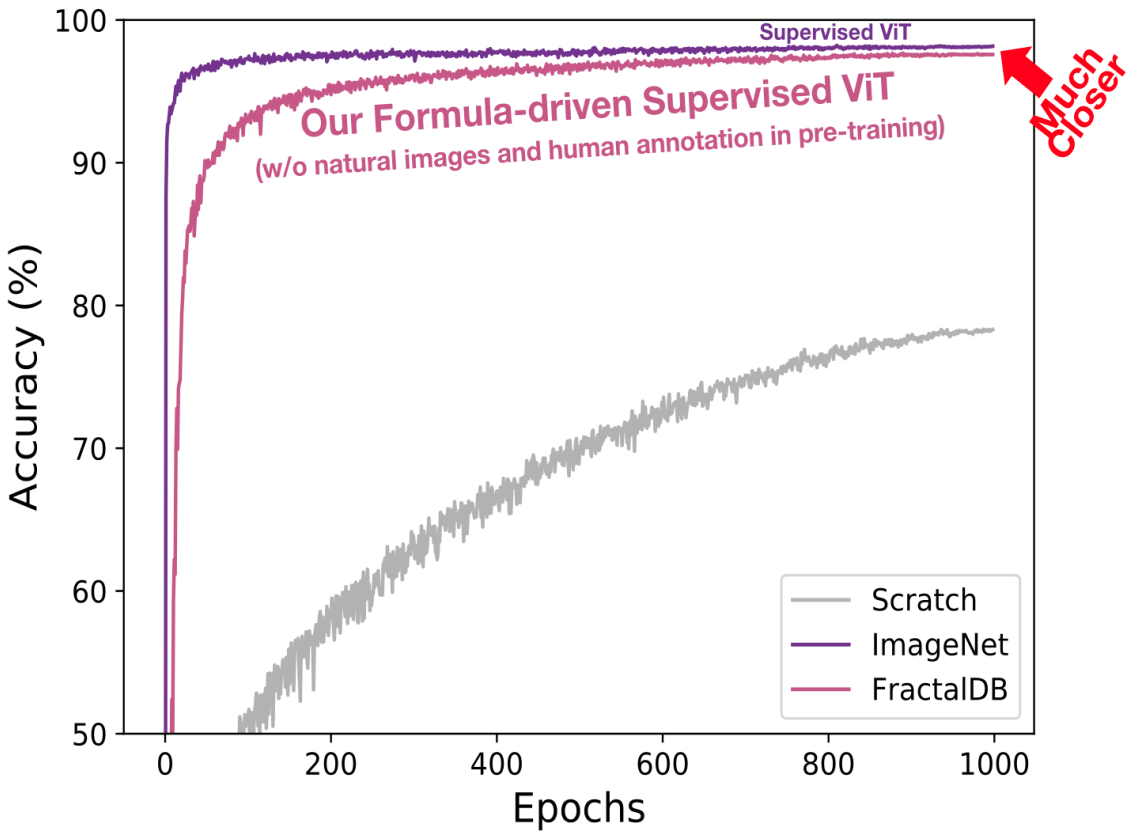 100
90
80
70
60
50
Accuracy (%)
Supervised ViT
Our Formula-driven Supervised ViT
(w/o natural images and human annotation in pre-training)
Much
Closer
Scratch
ImageNet
FractalDB
0 200 400 600 800 1000
Epochs